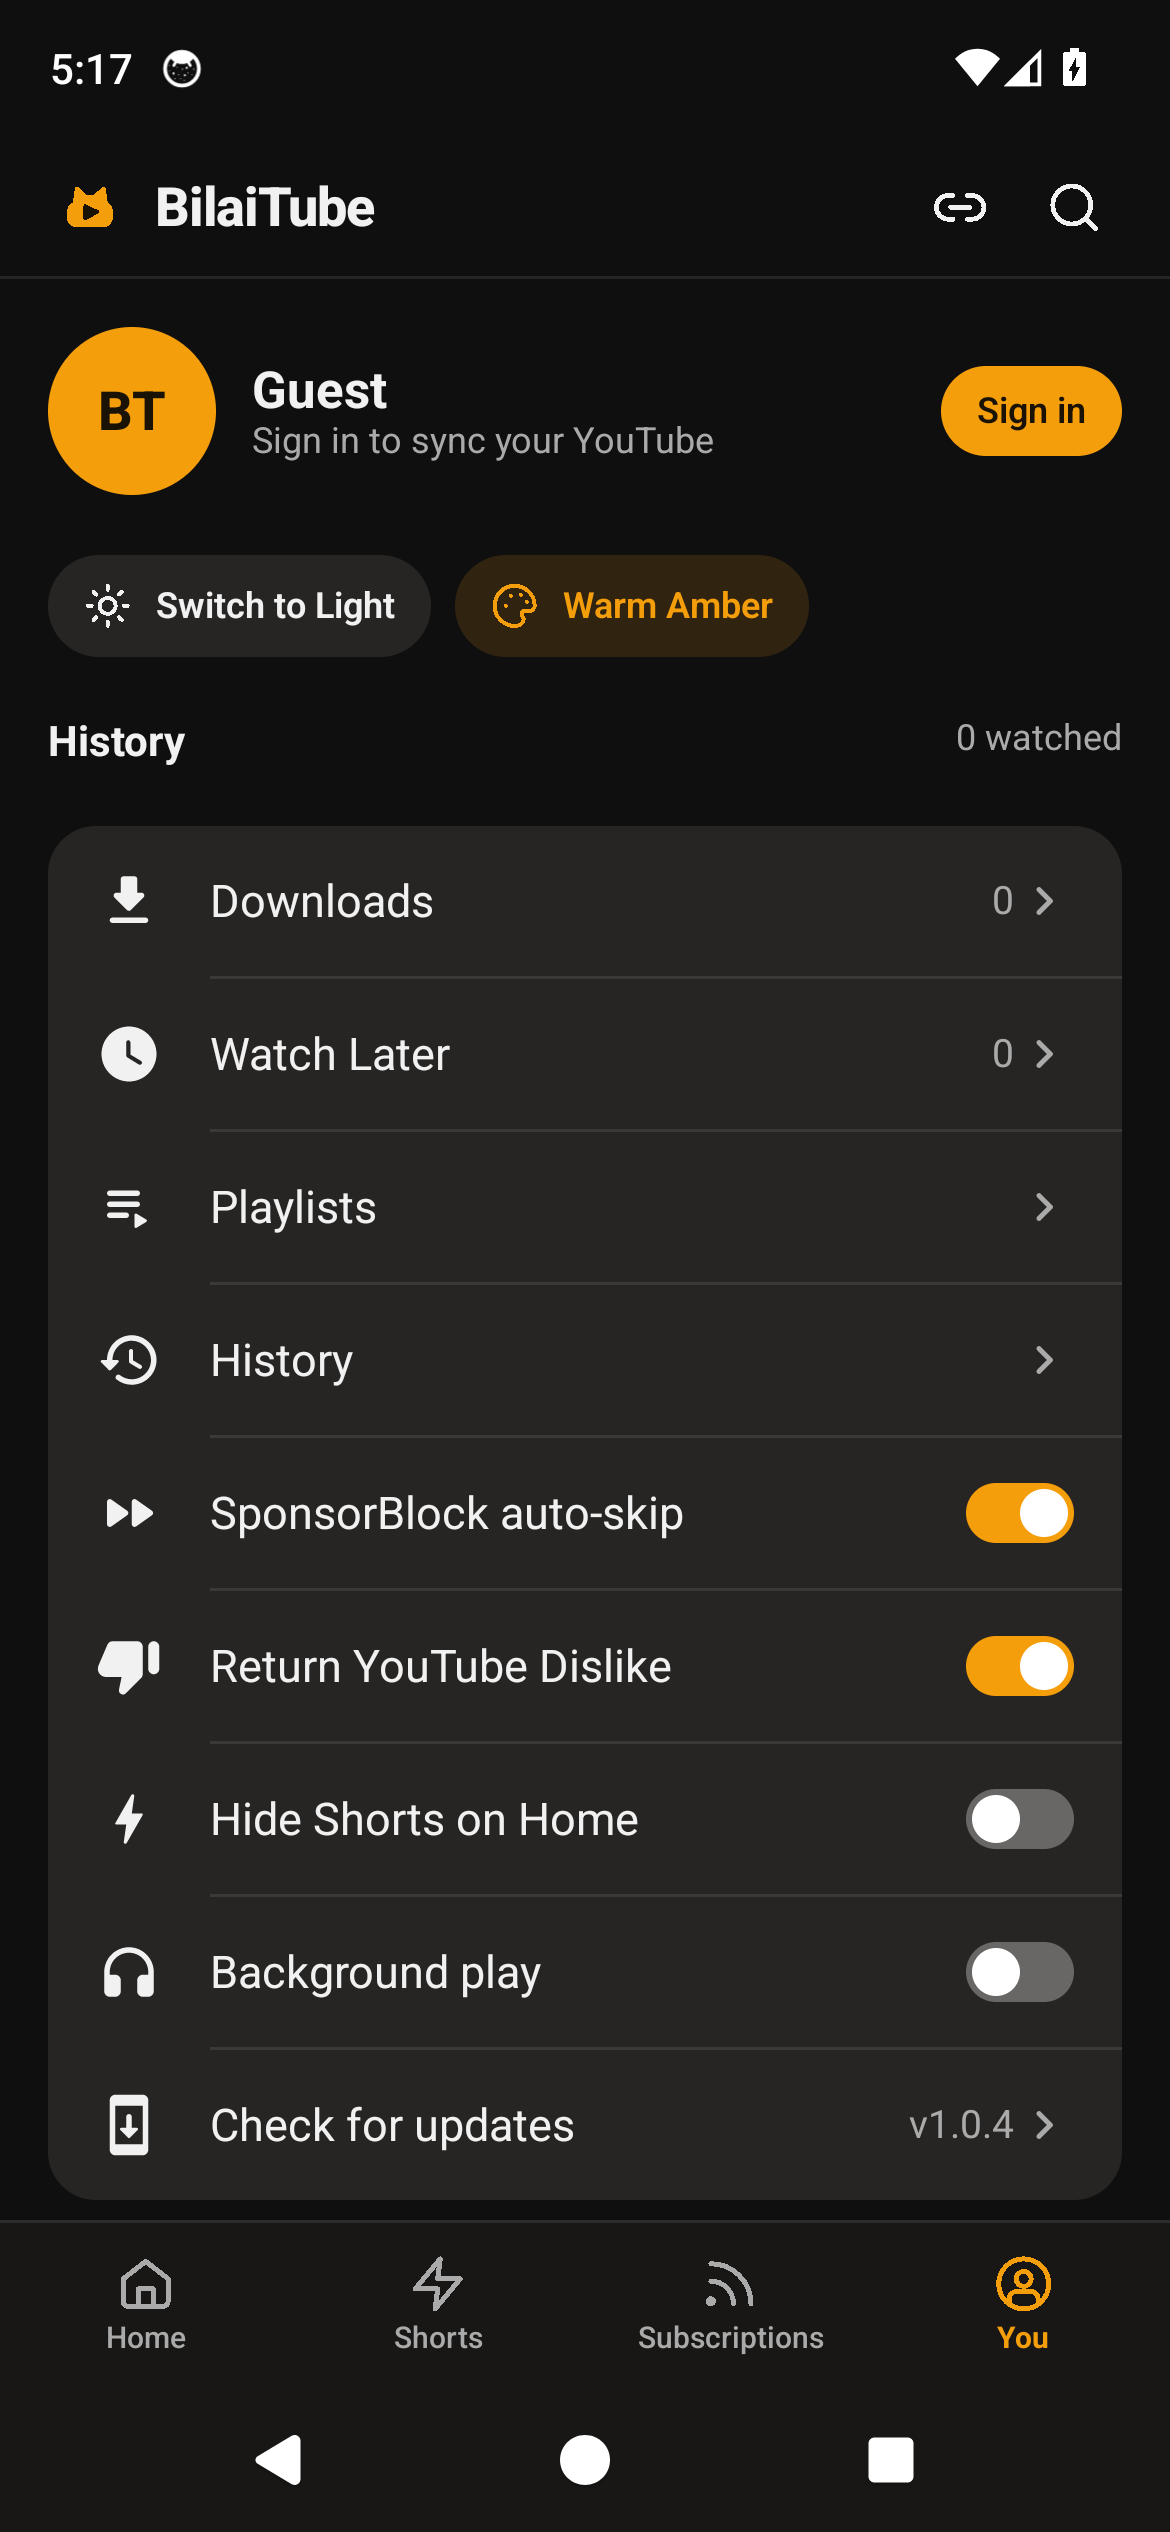 5:17
BilaiTube
BT
Guest
Sign in to sync your YouTube
Sign in
Switch to Light
Warm Amber
History
0 watched
Downloads
0
Watch Later
0
Playlists
History
SponsorBlock auto-skip
Return YouTube Dislike
Hide Shorts on Home
Background play
Check for updates
v1.0.4
Home
Shorts
Subscriptions
You